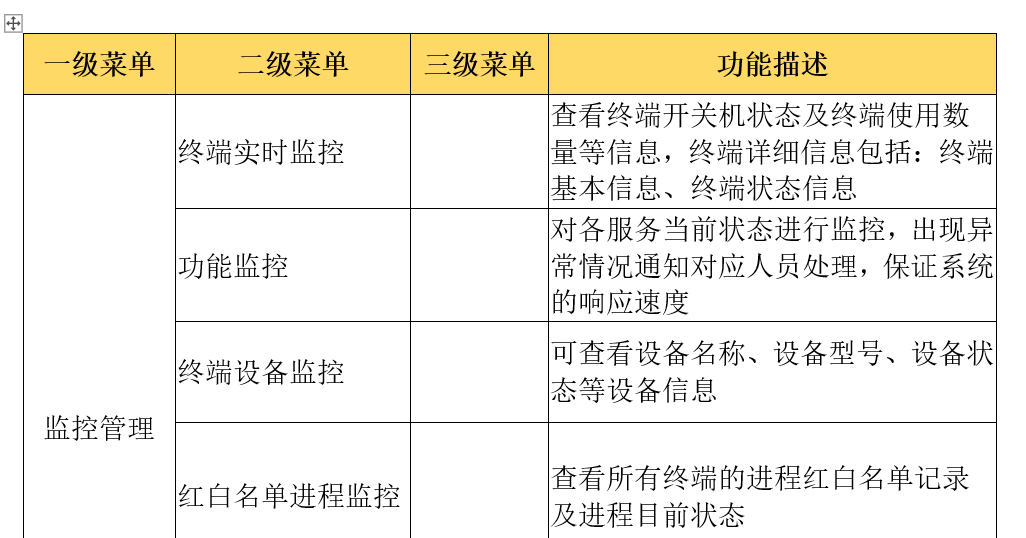 一级菜单 二级菜单 三级菜单 功能描述
终端实时监控
查看终端开关机状态及终端使用数
量等信息，终端详细信息包括：终端
基本信息、终端状态信息
功能监控
对各服务当前状态进行监控，出现异
常情况通知对应人员处理，保证系统
的响应速度
终端设备监控
可查看设备名称、设备型号、设备状
态等设备信息
监控管理
红白名单进程监控
查看所有终端的进程红白名单记录
及进程目前状态